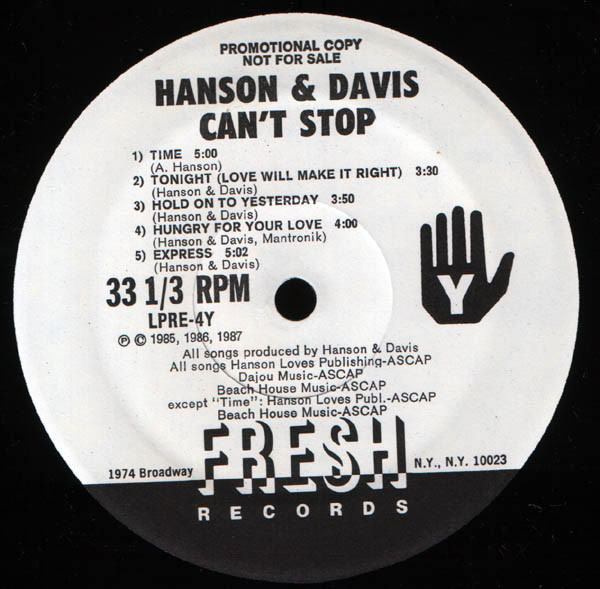 PROMOTIONAL COPY
NOT FOR SALE
HANSON & DAVIS
CAN'T STOP
1) TIME 5:00
(A. Hanson)
2) TONIGHT (LOVE WILL MAKE IT RIGHT) 3:30
(Hanson & Davis)
3) HOLD ON TO YESTERDAY 3:50
(Hanson & Davis)
4) HUNGRY FOR YOUR LOVE 4:00
(Hanson & Davis, Mantronik)
5) EXPRESS 5:02
(Hanson & Davis)
Y
33 1/3 RPM
LPRE-4Y
℗ © 1985, 1986, 1987
All songs produced by Hanson & Davis
All songs Hanson Loves Publishing-ASCAP
Dajou Music-ASCAP
Beach House Music-ASCAP
except "Time": Hanson Loves Publ.-ASCAP
Beach House Music-ASCAP
FRESH
1974 Broadway N.Y., N.Y. 10023
RECORDS